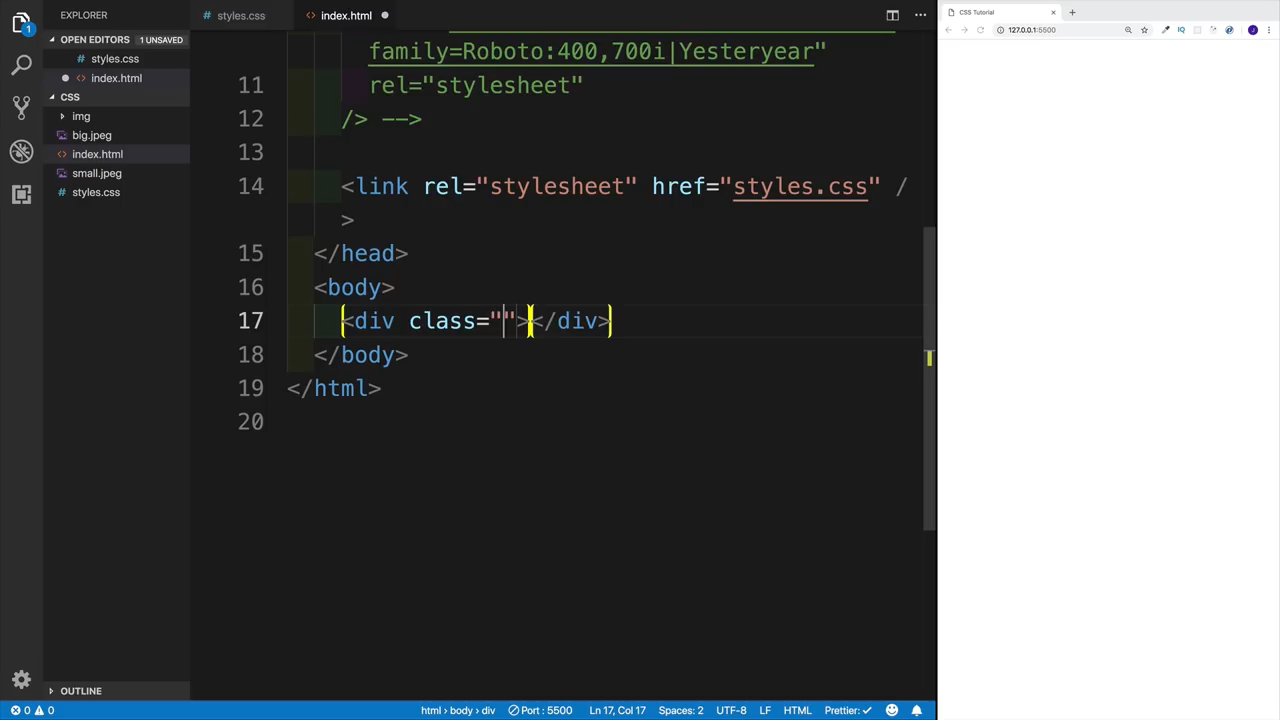 EXPLORER
styles.css
index.html
CSS Tutorial
OPEN EDITORS 1 UNSAVED
styles.css
index.html
CSS
img
big.jpeg
index.html
small.jpeg
styles.css
127.0.0.1:5500
IQ
J
family=Roboto:400,700i|Yesteryear"
11 rel="stylesheet"
12 /> -->
13
14 <link rel="stylesheet" href="styles.css" /
>
15 </head>
16 <body>
17 <div class=""></div>
18 </body>
19 </html>
20
OUTLINE
0 0
html › body › div
Port : 5500
Ln 17, Col 17
Spaces: 2
UTF-8
LF
HTML
Prettier: ✓
1